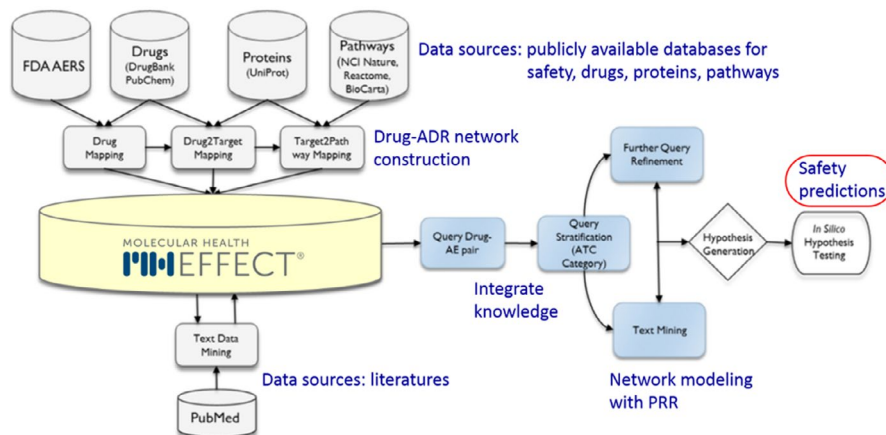 FDA AERS
Drugs
(DrugBank
PubChem)
Proteins
(UniProt)
Pathways
(NCI Nature,
Reactome,
BioCarta)
Data sources: publicly available databases for
safety, drugs, proteins, pathways
Drug
Mapping
Drug2Target
Mapping
Target2Path
way Mapping
Drug-ADR network
construction
MOLECULAR HEALTH
EFFECT®
Query Drug-
AE pair
Query
Stratification
(ATC
Category)
Further Query
Refinement
Hypothesis
Generation
Safety
predictions
In Silico
Hypothesis
Testing
Integrate
knowledge
Text Mining
Network modeling
with PRR
Text Data
Mining
Data sources: literatures
PubMed